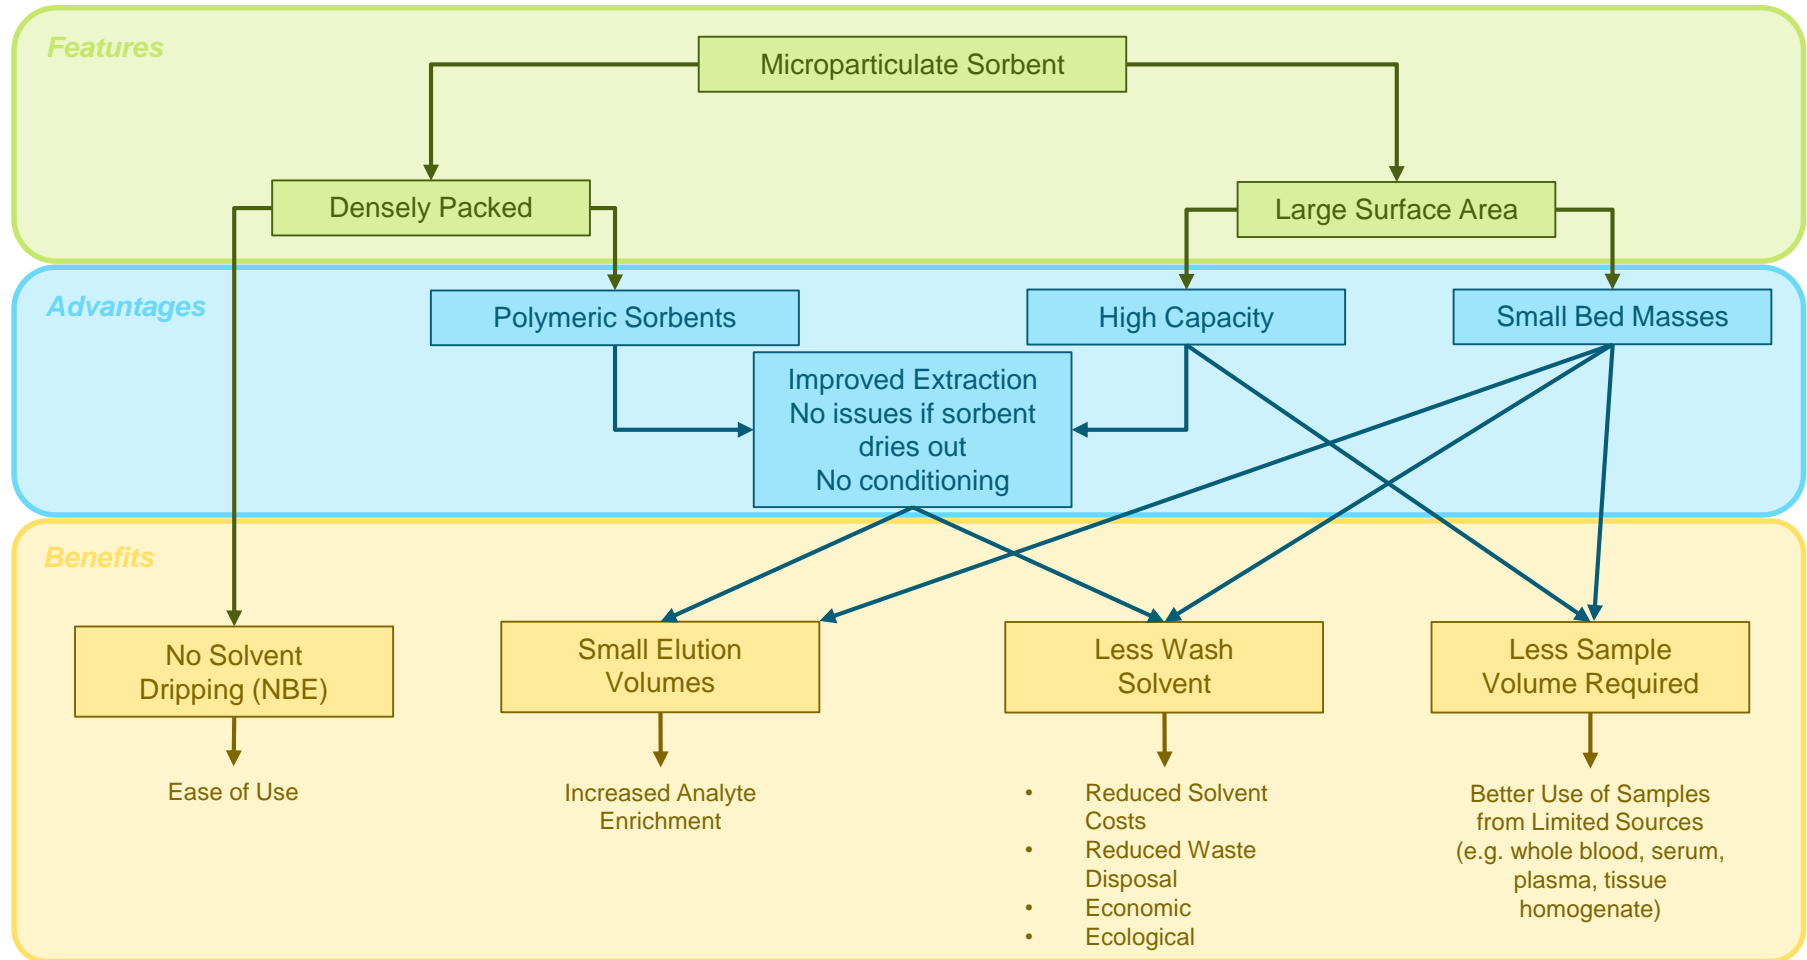 Features
Microparticulate Sorbent
Densely Packed
Large Surface Area
Advantages
Polymeric Sorbents
High Capacity
Small Bed Masses
Improved Extraction
No issues if sorbent
dries out
No conditioning
Benefits
No Solvent
Dripping (NBE)
Small Elution
Volumes
Less Wash
Solvent
Less Sample
Volume Required
Ease of Use
Increased Analyte
Enrichment
• Reduced Solvent
Costs
• Reduced Waste
Disposal
• Economic
• Ecological
Better Use of Samples
from Limited Sources
(e.g. whole blood, serum,
plasma, tissue
homogenate)